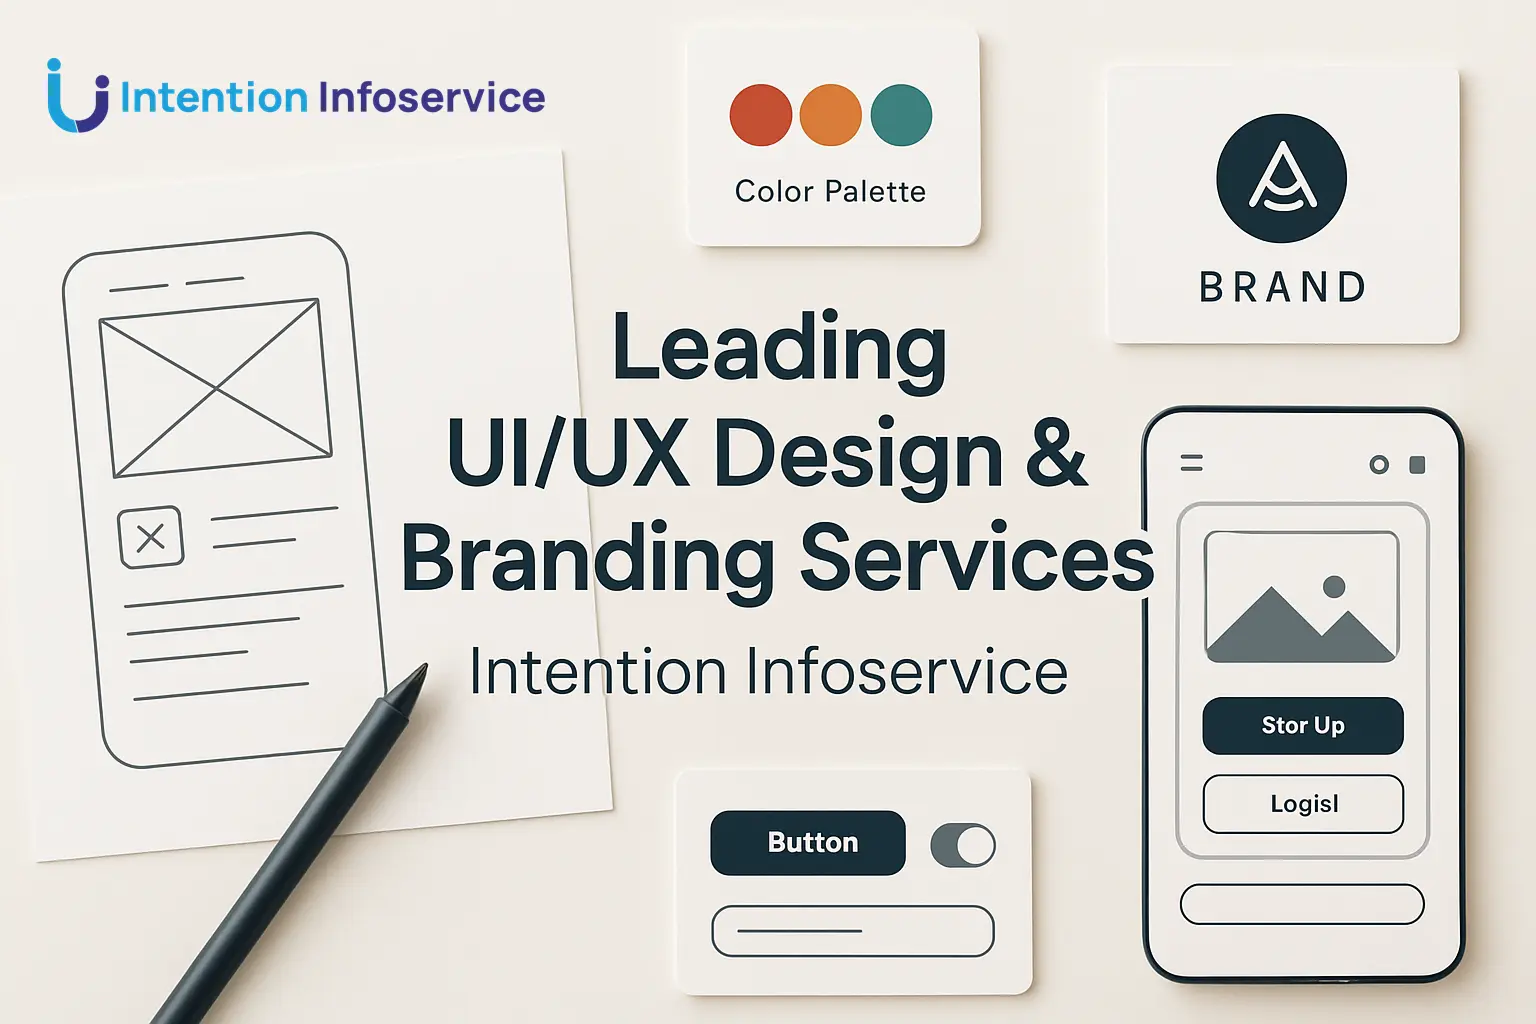 Intention Infoservice
Color Palette
BRAND
Leading
UI/UX Design &
Branding Services
Intention Infoservice
Stor Up
Logisl
Button